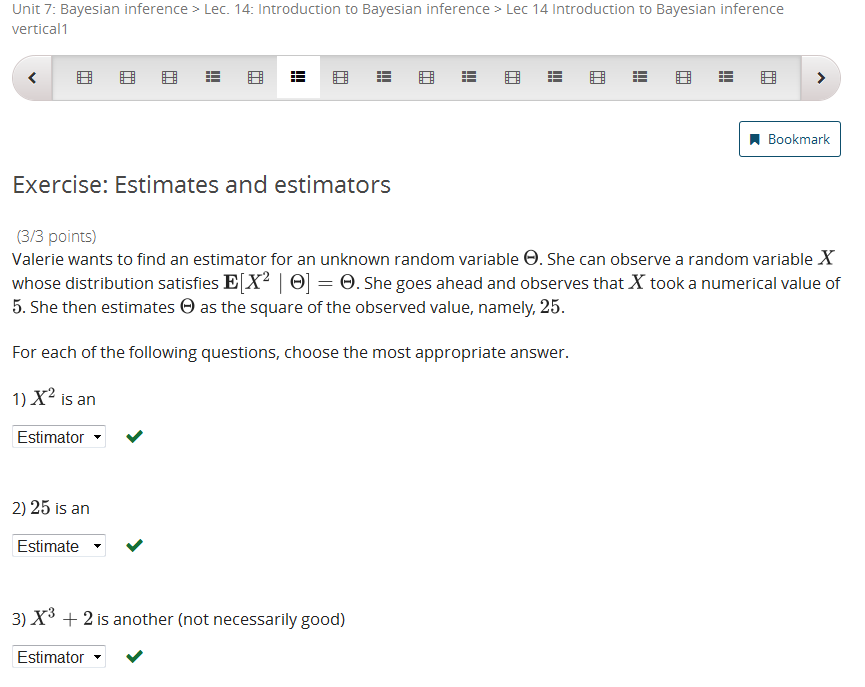 Unit 7: Bayesian inference > Lec. 14: Introduction to Bayesian inference > Lec 14 Introduction to Bayesian inference
vertical1
Bookmark
Exercise: Estimates and estimators
(3/3 points)
Valerie wants to find an estimator for an unknown random variable Θ. She can observe a random variable X
whose distribution satisfies E[X² | Θ] = Θ. She goes ahead and observes that X took a numerical value of
5. She then estimates Θ as the square of the observed value, namely, 25.
For each of the following questions, choose the most appropriate answer.
1) X² is an
Estimator
2) 25 is an
Estimate
3) X³ + 2 is another (not necessarily good)
Estimator